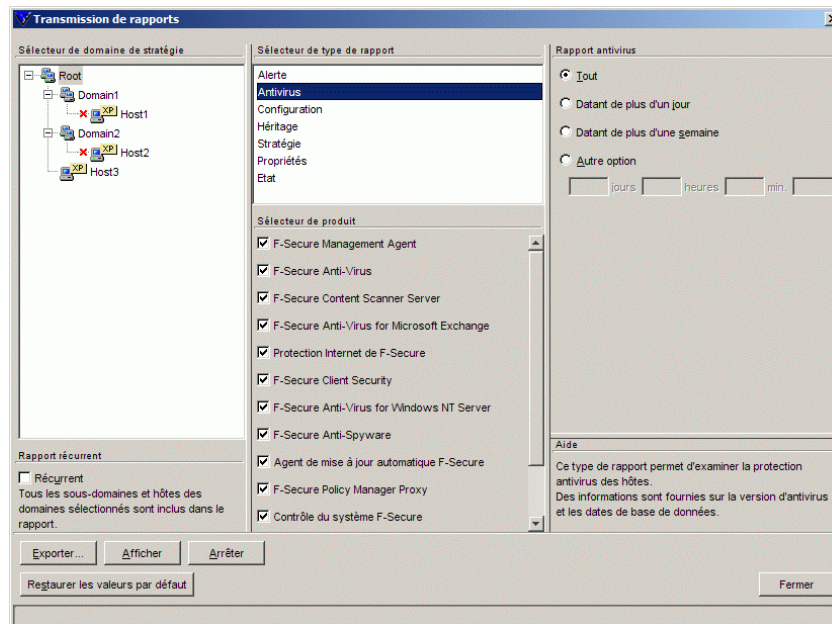 Transmission de rapports
Sélecteur de domaine de stratégie
Root
Domain1
XP Host1
Domain2
XP Host2
XP Host3
Rapport récurrent
Récurrent
Tous les sous-domaines et hôtes des
domaines sélectionnés sont inclus dans le
rapport.
Sélecteur de type de rapport
Alerte
Antivirus
Configuration
Héritage
Stratégie
Propriétés
Etat
Sélecteur de produit
F-Secure Management Agent
F-Secure Anti-Virus
F-Secure Content Scanner Server
F-Secure Anti-Virus for Microsoft Exchange
Protection Internet de F-Secure
F-Secure Client Security
F-Secure Anti-Virus for Windows NT Server
F-Secure Anti-Spyware
Agent de mise à jour automatique F-Secure
F-Secure Policy Manager Proxy
Contrôle du système F-Secure
Rapport antivirus
Tout
Datant de plus d'un jour
Datant de plus d'une semaine
Autre option
jours heures min.
Aide
Ce type de rapport permet d'examiner la protection
antivirus des hôtes.
Des informations sont fournies sur la version d'antivirus
et les dates de base de données.
Exporter... Afficher Arrêter
Restaurer les valeurs par défaut Fermer